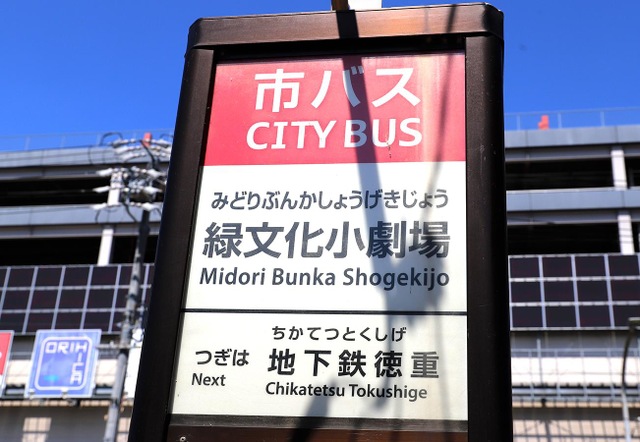 市バス
CITY BUS
みどりぶんかしょうげきじょう
緑文化小劇場
Midori Bunka Shogekijo
ちかてつとくしげ
つぎは 地下鉄徳重
Next Chikatetsu Tokushige
ORIHICA